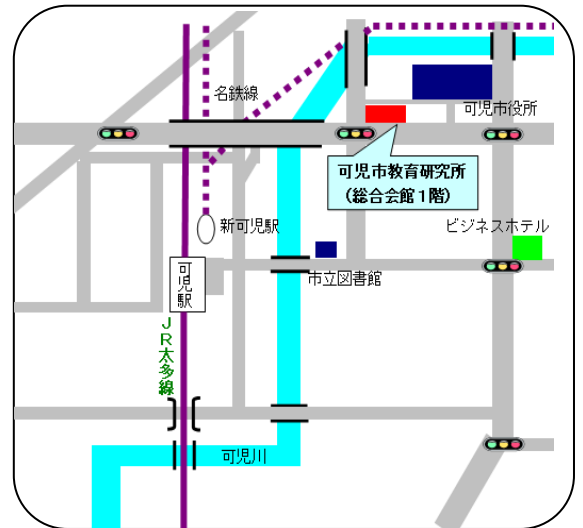 名鉄線
可児市役所
可児市教育研究所
（総合会館１階）
新可児駅
ビジネスホテル
可児駅
市立図書館
ＪＲ太多線
可児川